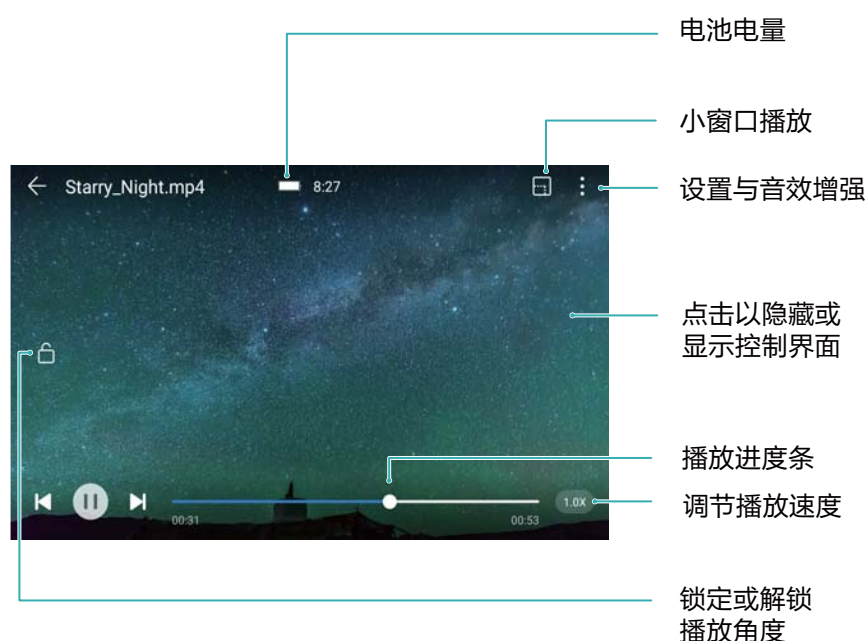 电池电量
小窗口播放
Starry_Night.mp4
8:27
设置与音效增强
点击以隐藏或
显示控制界面
播放进度条
1.0X
调节播放速度
00:31
00:53
锁定或解锁
播放角度